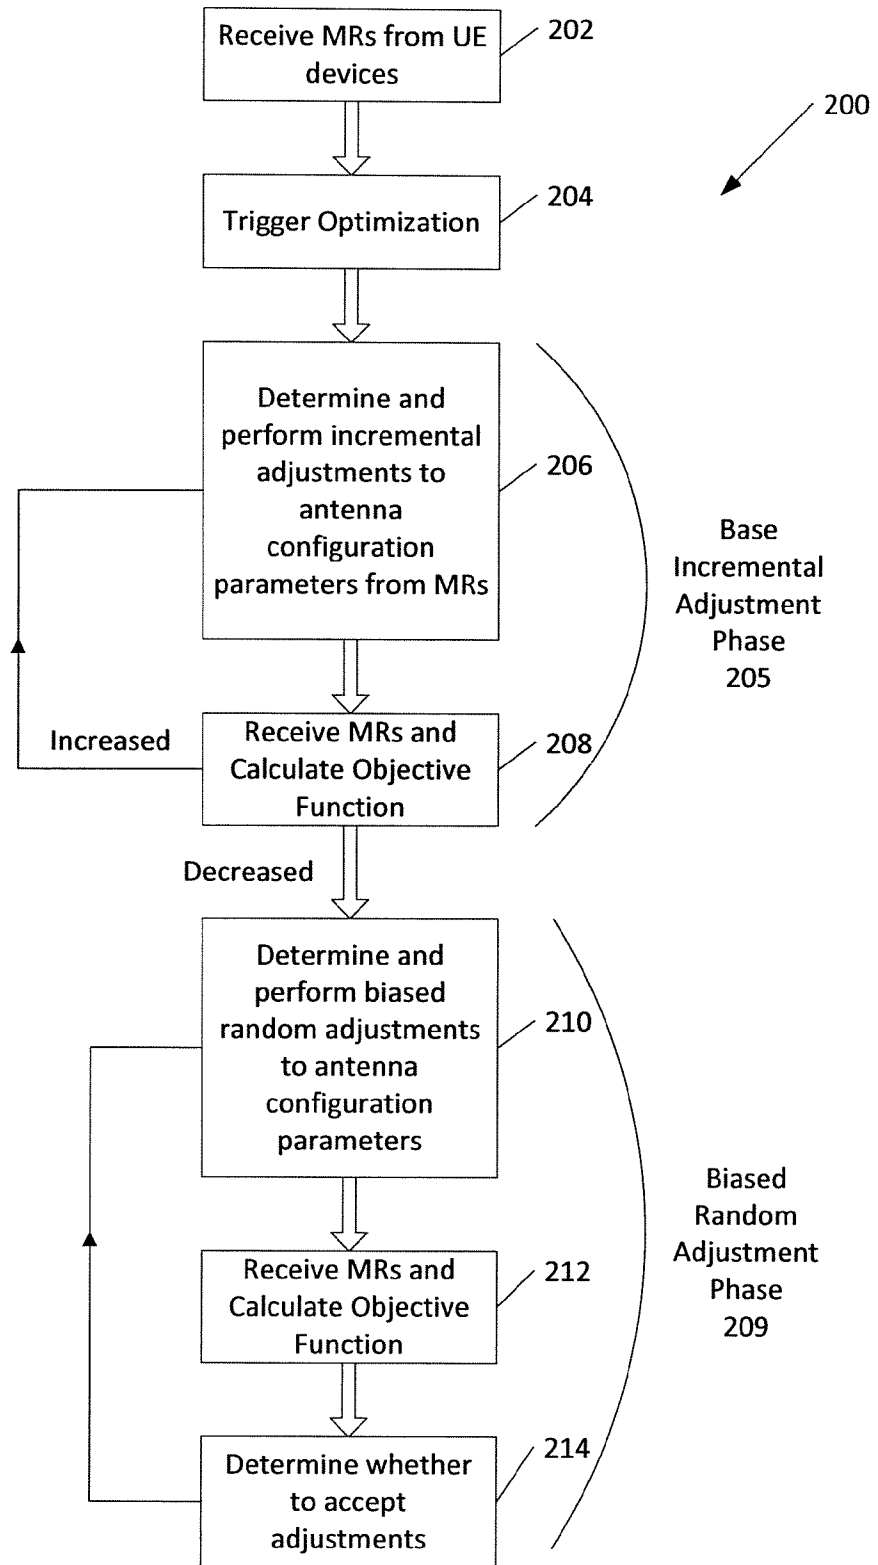 Receive MRs from UE
devices
202
200
Trigger Optimization
204
Determine and
perform incremental
adjustments to
antenna
configuration
parameters from MRs
206
Base
Incremental
Adjustment
Phase
205
Increased
Receive MRs and
Calculate Objective
Function
208
Decreased
Determine and
perform biased
random adjustments
to antenna
configuration
parameters
210
Biased
Random
Adjustment
Phase
209
Receive MRs and
Calculate Objective
Function
212
Determine whether
to accept
adjustments
214